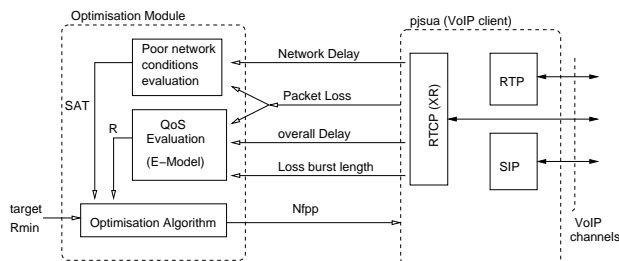 Optimisation Module
pjsua (VoIP client)
Poor network
conditions
evaluation
Network Delay
SAT
Packet Loss
R
QoS
Evaluation
(E−Model)
overall Delay
Loss burst length
RTCP (XR)
RTP
SIP
target
Rmin
Optimisation Algorithm
Nfpp
VoIP
channels